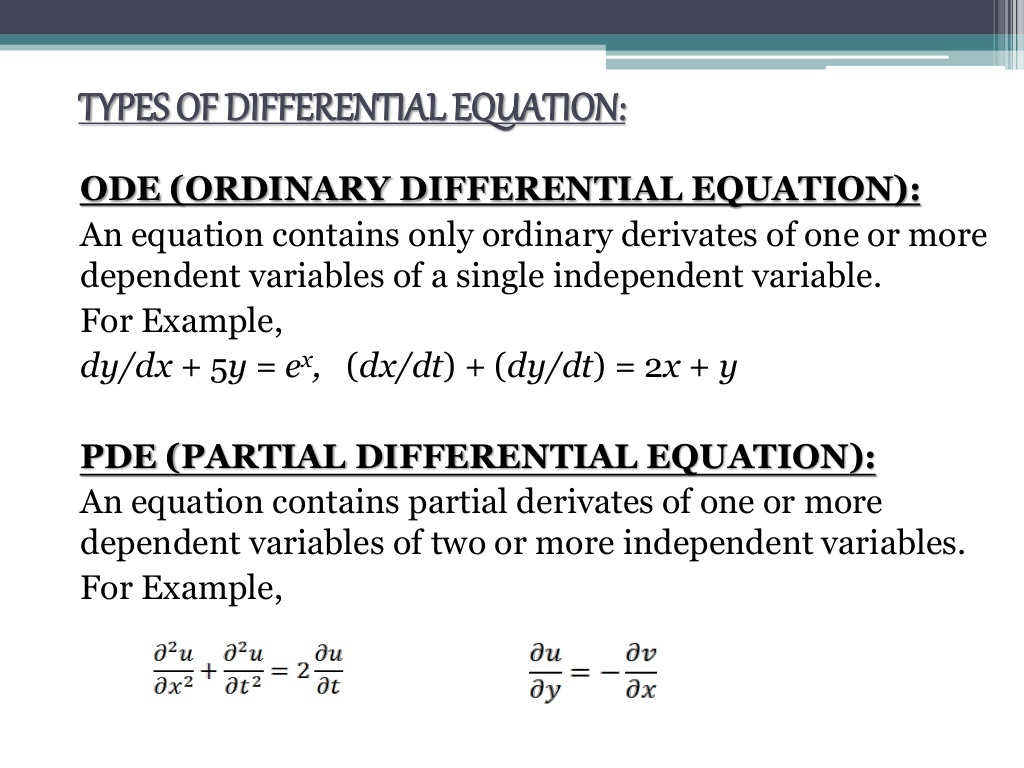 TYPES OF DIFFERENTIAL EQUATION:
ODE (ORDINARY DIFFERENTIAL EQUATION):
An equation contains only ordinary derivates of one or more
dependent variables of a single independent variable.
For Example,
dy/dx + 5y = eˣ, (dx/dt) + (dy/dt) = 2x + y
PDE (PARTIAL DIFFERENTIAL EQUATION):
An equation contains partial derivates of one or more
dependent variables of two or more independent variables.
For Example,
∂²u/∂x² + ∂²u/∂t² = 2 ∂u/∂t   ∂u/∂y = − ∂v/∂x